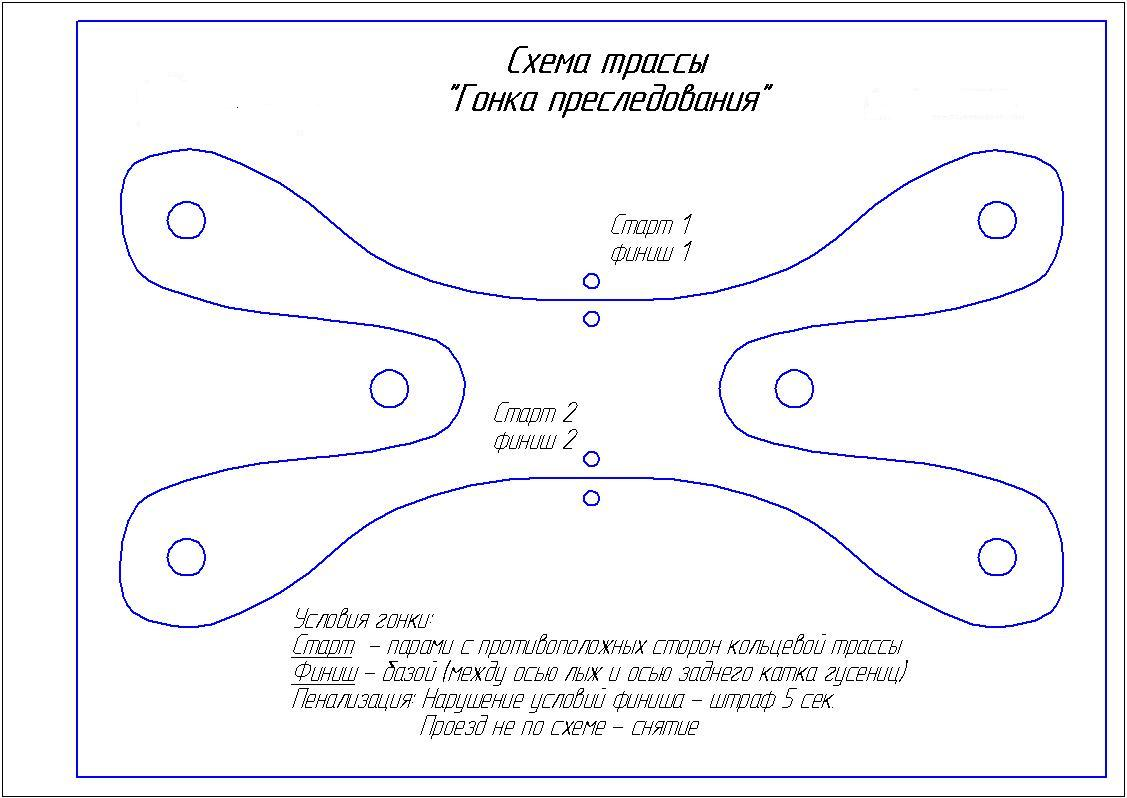 Схема трассы
"Гонка преследования"
Старт 1
финиш 1
Старт 2
финиш 2
Условия гонки:
Старт – парами с противоположных сторон кольцевой трассы
Финиш – базой (между осью лыж и осью заднего катка гусениц)
Пенализация: Нарушение условий финиша – штраф 5 сек.
Проезд не по схеме – снятие